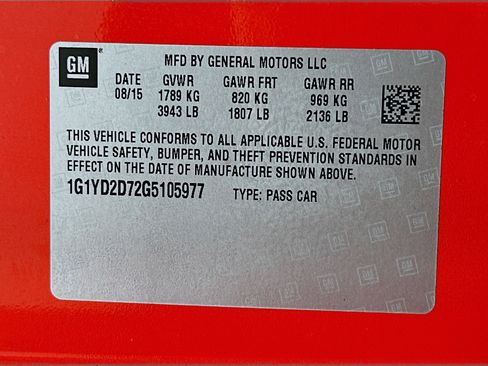 GM
MFD BY GENERAL MOTORS LLC
DATE GVWR GAWR FRT GAWR RR
08/15 1789 KG 820 KG 969 KG
3943 LB 1807 LB 2136 LB
THIS VEHICLE CONFORMS TO ALL APPLICABLE U.S. FEDERAL MOTOR
VEHICLE SAFETY, BUMPER, AND THEFT PREVENTION STANDARDS IN
EFFECT ON THE DATE OF MANUFACTURE SHOWN ABOVE.
1G1YD2D72G5105977 TYPE: PASS CAR